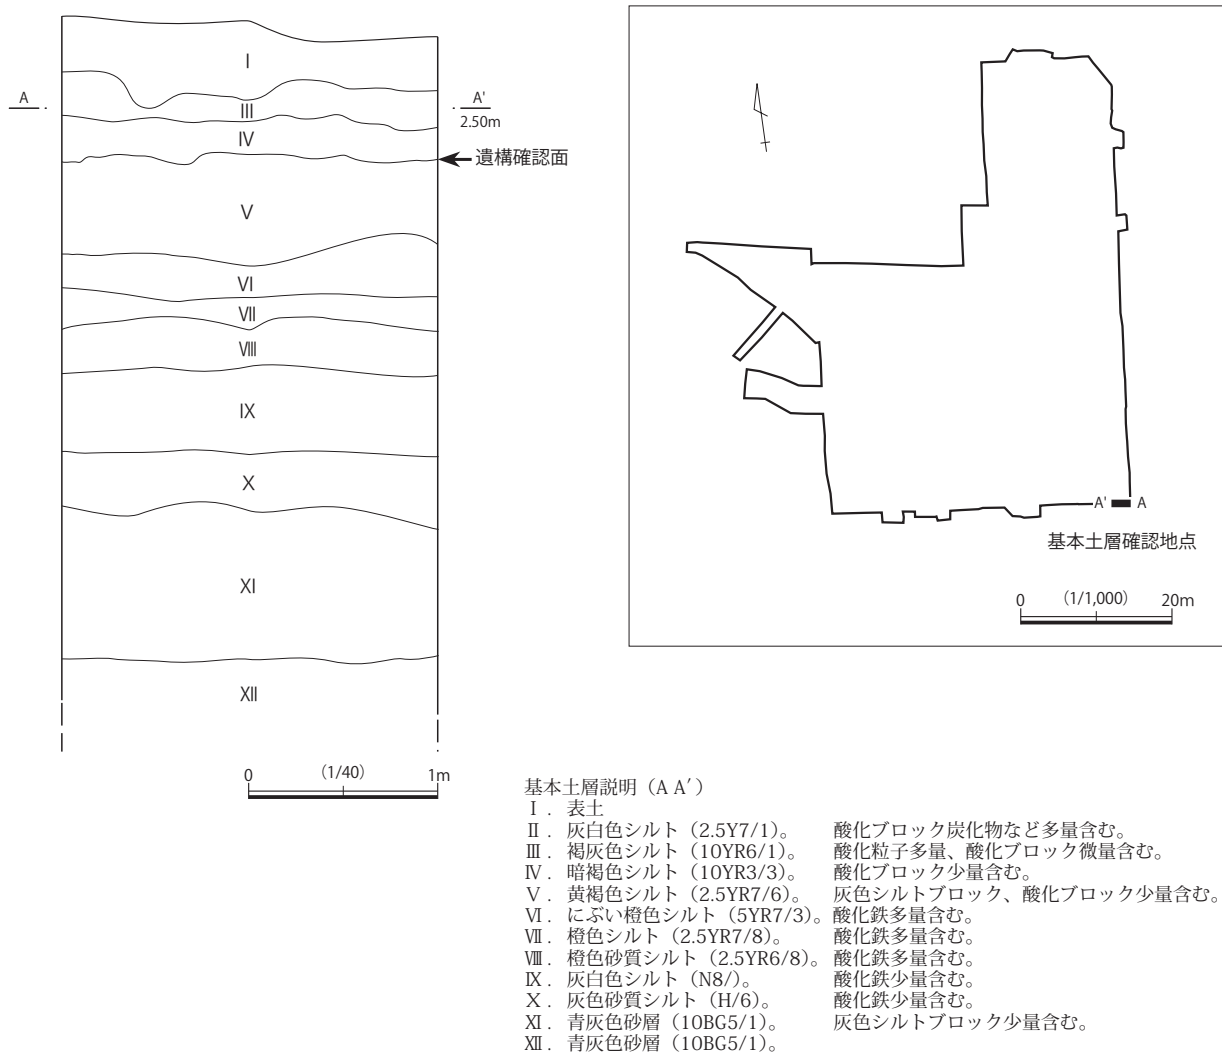 Ⅰ
A
A'
2.50m
Ⅲ
Ⅳ
遺構確認面
Ⅴ
Ⅵ
Ⅶ
Ⅷ
Ⅸ
Ⅹ
Ⅺ
Ⅻ
0 (1/40) 1m
A' A
基本土層確認地点
0 (1/1,000) 20m
基本土層説明（A A′）
Ⅰ．表土
Ⅱ．灰白色シルト（2.5Y7/1）。 酸化ブロック炭化物など多量含む。
Ⅲ．褐灰色シルト（10YR6/1）。 酸化粒子多量、酸化ブロック微量含む。
Ⅳ．暗褐色シルト（10YR3/3）。 酸化ブロック少量含む。
Ⅴ．黄褐色シルト（2.5YR7/6）。 灰色シルトブロック、酸化ブロック少量含む。
Ⅵ．にぶい橙色シルト（5YR7/3）。酸化鉄多量含む。
Ⅶ．橙色シルト（2.5YR7/8）。 酸化鉄多量含む。
Ⅷ．橙色砂質シルト（2.5YR6/8）。酸化鉄多量含む。
Ⅸ．灰白色シルト（N8/）。 酸化鉄少量含む。
Ⅹ．灰色砂質シルト（H/6）。 酸化鉄少量含む。
Ⅺ．青灰色砂層（10BG5/1）。 灰色シルトブロック少量含む。
Ⅻ．青灰色砂層（10BG5/1）。